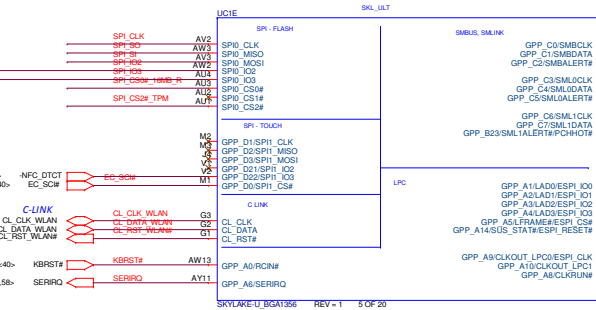 UC1E
SKL_ULT
SPI - FLASH
SMBUS, SMLINK
SPI_CLK
SPI_SO
SPI_SI
SPI_IO2
SPI_IO3
SPI_CS0#_16MB_R
SPI_CS2#_TPM
AV2
AW3
AV3
AW2
AU4
AU3
AU2
AU1
SPI0_CLK
SPI0_MISO
SPI0_MOSI
SPI0_IO2
SPI0_IO3
SPI0_CS0#
SPI0_CS1#
SPI0_CS2#
GPP_C0/SMBCLK
GPP_C1/SMBDATA
GPP_C2/SMBALERT#
GPP_C3/SML0CLK
GPP_C4/SML0DATA
GPP_C5/SML0ALERT#
GPP_C6/SML1CLK
GPP_C7/SML1DATA
GPP_B23/SML1ALERT#/PCHHOT#
SPI - TOUCH
M2
M3
J4
V1
V2
M1
GPP_D1/SPI1_CLK
GPP_D2/SPI1_MISO
GPP_D3/SPI1_MOSI
GPP_D21/SPI1_IO2
GPP_D22/SPI1_IO3
GPP_D0/SPI1_CS#
-NFC_DTCT
EC_SCI#
EC_SCI#
LPC
GPP_A1/LAD0/ESPI_IO0
GPP_A2/LAD1/ESPI_IO1
GPP_A3/LAD2/ESPI_IO2
GPP_A4/LAD3/ESPI_IO3
GPP_A5/LFRAME#/ESPI_CS#
GPP_A14/SUS_STAT#/ESPI_RESET#
C-LINK
C LINK
CL_CLK_WLAN
CL_DATA_WLAN
CL_RST_WLAN#
CL_CLK_WLAN
CL_DATA_WLAN
CL_RST_WLAN#
G3
G2
G1
CL_CLK
CL_DATA
CL_RST#
GPP_A9/CLKOUT_LPC0/ESPI_CLK
GPP_A10/CLKOUT_LPC1
GPP_A8/CLKRUN#
<40> KBRST#
KBRST#
AW13
GPP_A0/RCIN#
,58> SERIRQ
SERIRQ
AY11
GPP_A6/SERIRQ
SKYLAKE-U_BGA1356 REV = 1 5 OF 20